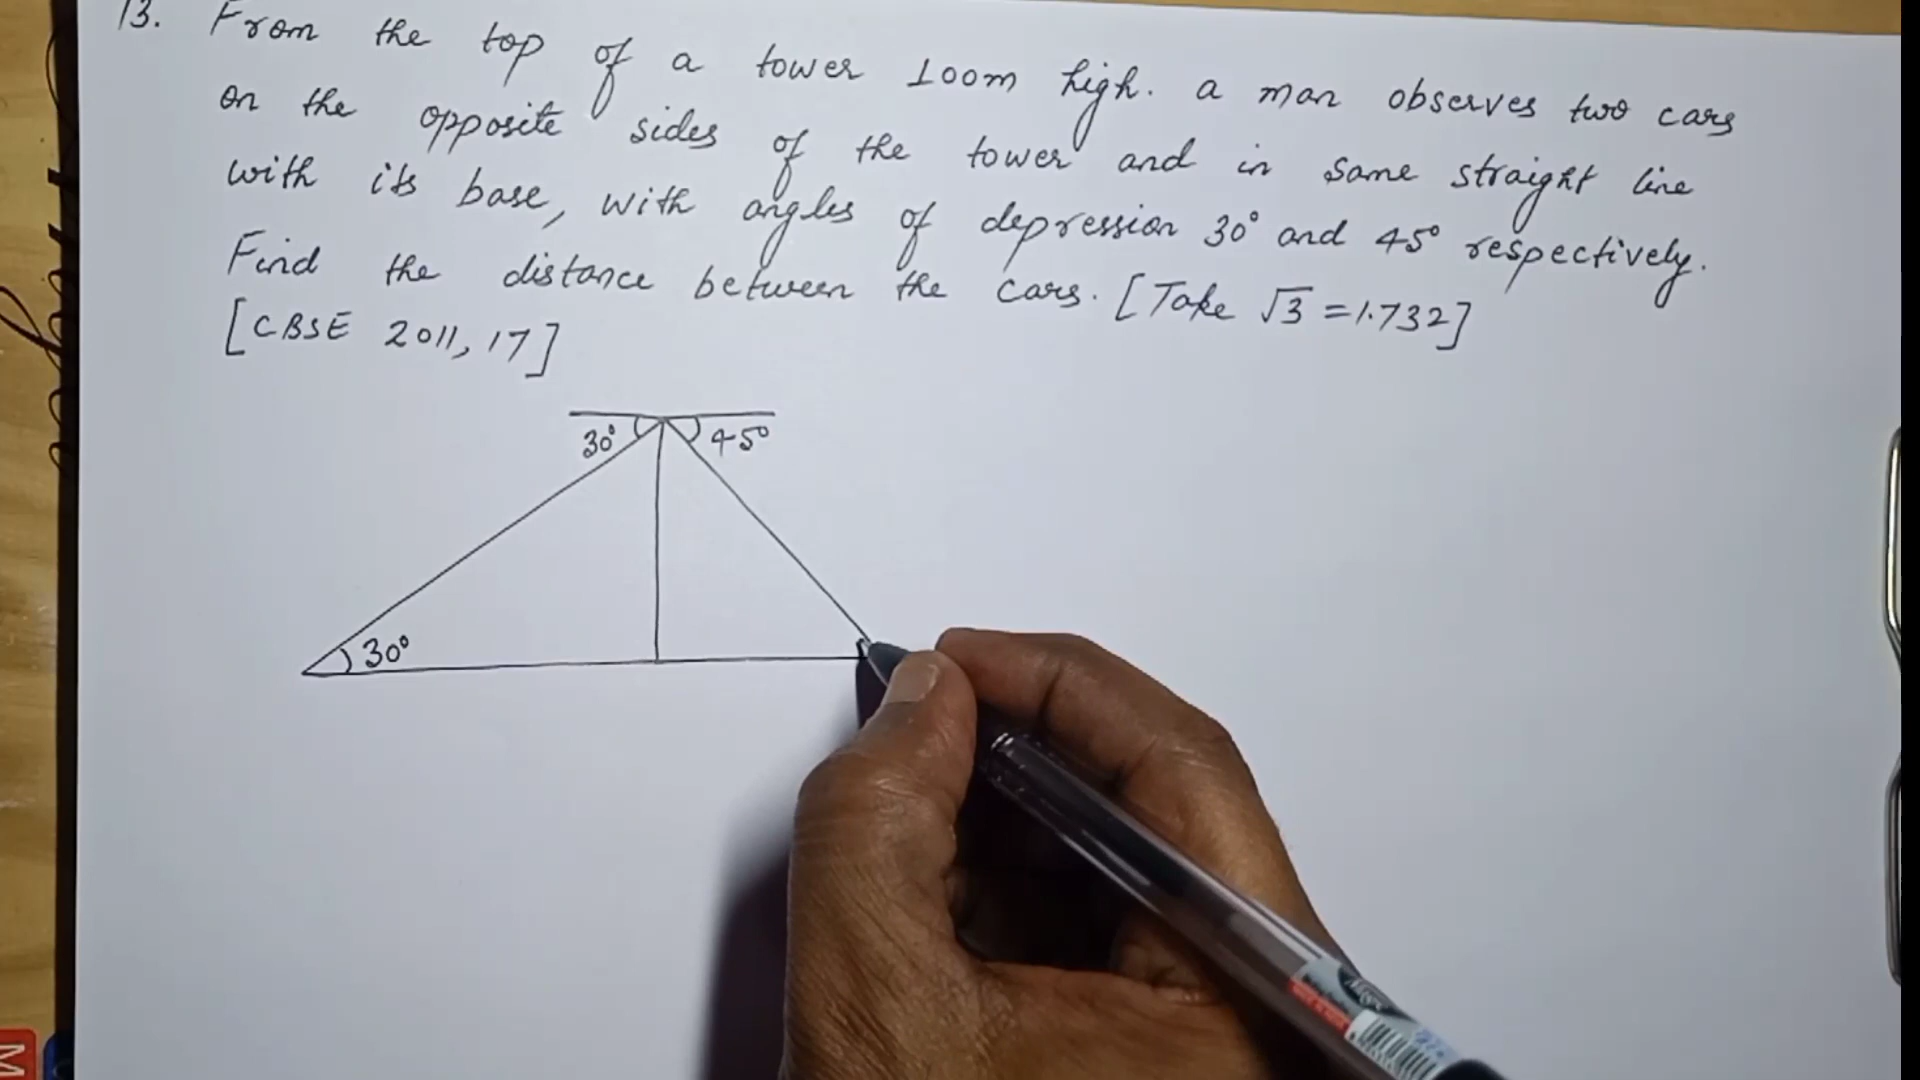 13. From the top of a tower 100m high. a man observes two cars
on the opposite sides of the tower and in same straight line
with its base, with angles of depression 30° and 45° respectively.
Find the distance between the cars. [Take √3 = 1.732]
[CBSE 2011, 17]
30° 45°
30°
M